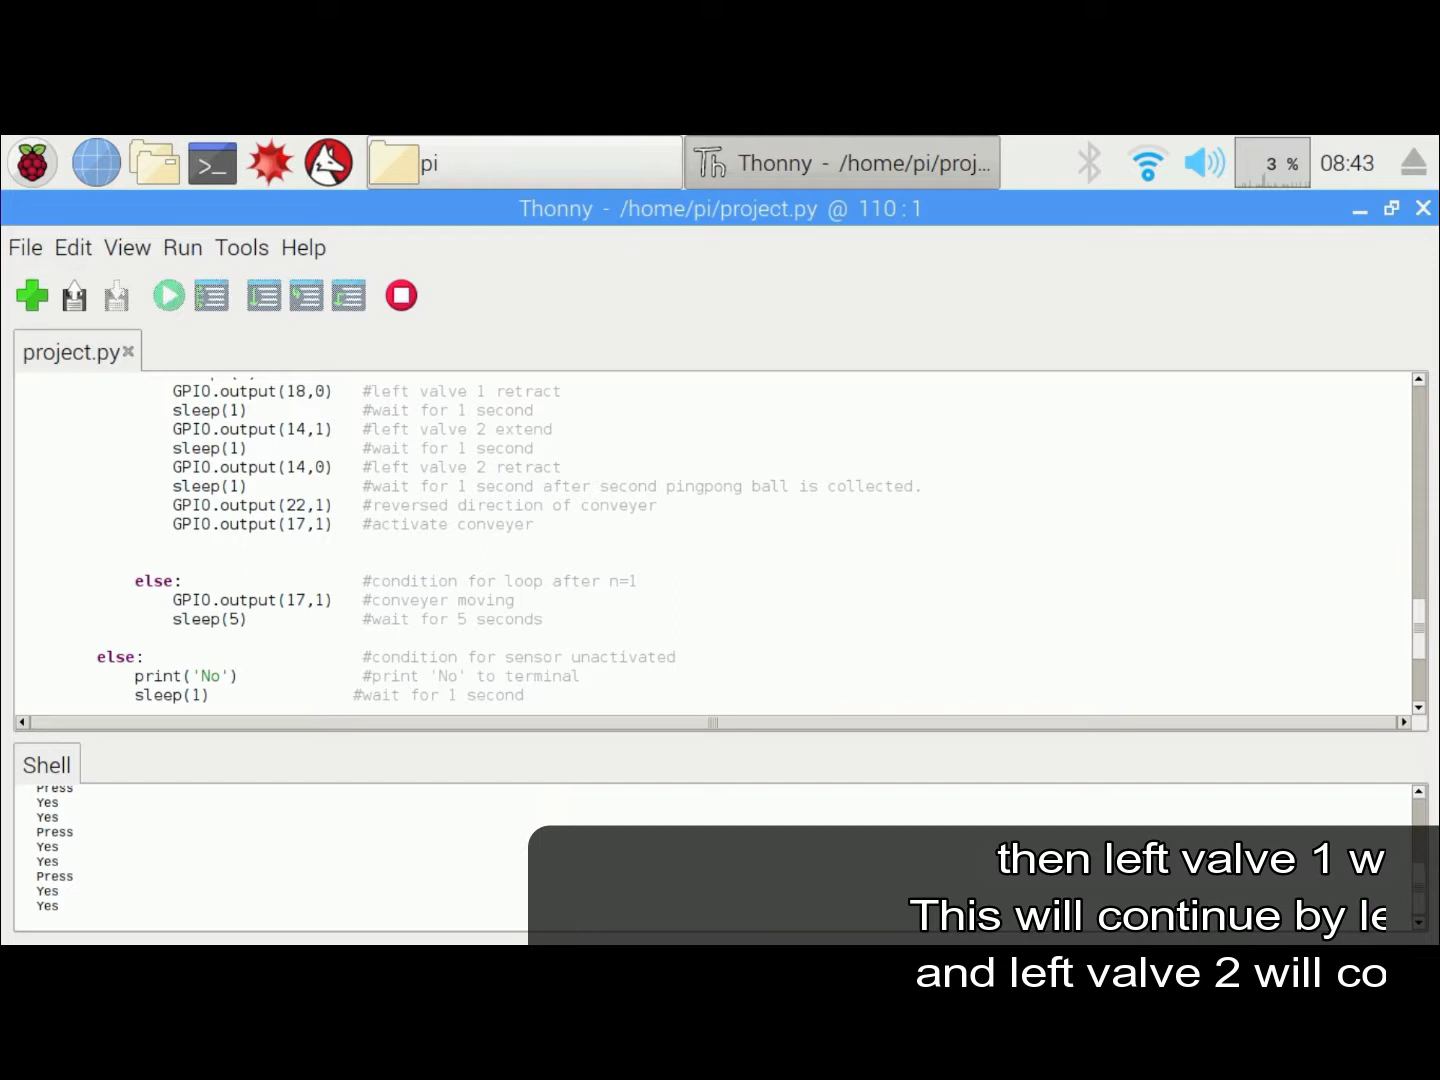 pi
Thonny - /home/pi/proj...
3 %
08:43
Thonny - /home/pi/project.py @ 110 : 1
File Edit View Run Tools Help
project.py
GPIO.output(18,0) #left valve 1 retract
sleep(1) #wait for 1 second
GPIO.output(14,1) #left valve 2 extend
sleep(1) #wait for 1 second
GPIO.output(14,0) #left valve 2 retract
sleep(1) #wait for 1 second after second pingpong ball is collected.
GPIO.output(22,1) #reversed direction of conveyer
GPIO.output(17,1) #activate conveyer
else: #condition for loop after n=1
GPIO.output(17,1) #conveyer moving
sleep(5) #wait for 5 seconds
else: #condition for sensor unactivated
print('No') #print 'No' to terminal
sleep(1) #wait for 1 second
Shell
Press
Yes
Yes
Press
Yes
Yes
Press
Yes
Yes
then left valve 1 w
This will continue by le
and left valve 2 will co